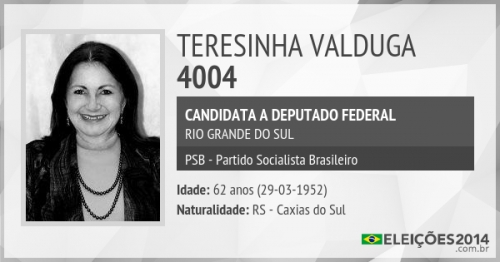 TERESINHA VALDUGA
4004
CANDIDATA A DEPUTADO FEDERAL
RIO GRANDE DO SUL
PSB - Partido Socialista Brasileiro
Idade: 62 anos (29-03-1952)
Naturalidade: RS - Caxias do Sul
ELEIÇÕES2014
.com.br